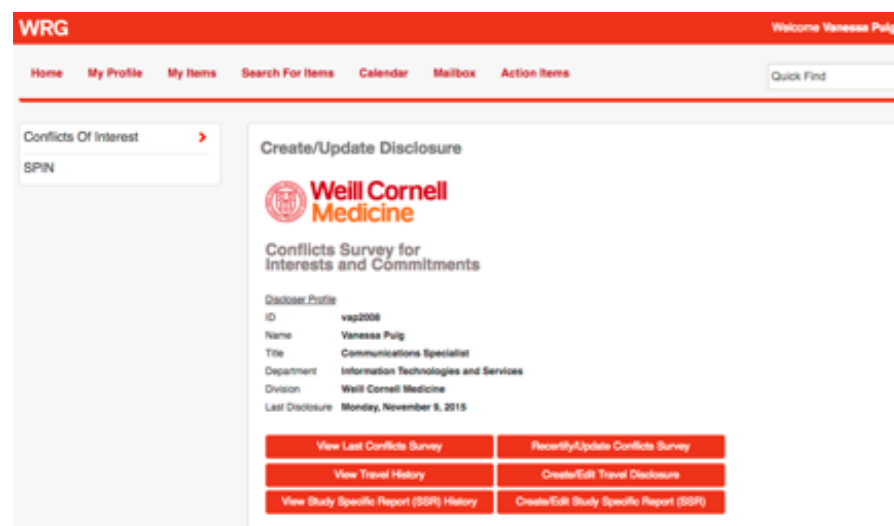 WRG
Welcome Vanessa Puig
Home My Profile My Items Search For Items Calendar Mailbox Action Items
Quick Find
Conflicts Of Interest
SPIN
Create/Update Disclosure
Weill Cornell
Medicine
Conflicts Survey for
Interests and Commitments
Discloser Profile
ID vap2008
Name Vanessa Puig
Title Communications Specialist
Department Information Technologies and Services
Division Weill Cornell Medicine
Last Disclosure Monday, November 9, 2015
View Last Conflicts Survey Recertify/Update Conflicts Survey
View Travel History Create/Edit Travel Disclosure
View Study Specific Report (SSR) History Create/Edit Study Specific Report (SSR)